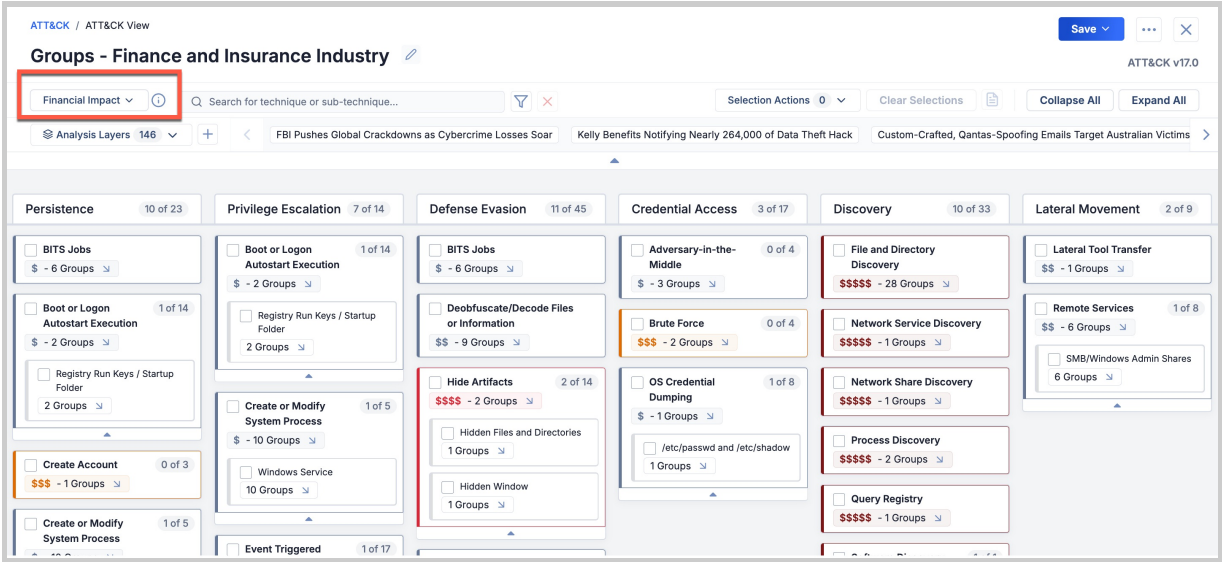 ATT&CK / ATT&CK View
Save
Groups - Finance and Insurance Industry
ATT&CK v17.0
Financial Impact
Search for technique or sub-technique...
Selection Actions 0
Clear Selections
Collapse All
Expand All
Analysis Layers 146
FBI Pushes Global Crackdowns as Cybercrime Losses Soar
Kelly Benefits Notifying Nearly 264,000 of Data Theft Hack
Custom-Crafted, Qantas-Spoofing Emails Target Australian Victims
Persistence 10 of 23
BITS Jobs
$ - 6 Groups
Boot or Logon 1 of 14
Autostart Execution
$ - 2 Groups
Registry Run Keys / Startup
Folder
2 Groups
Create Account 0 of 3
$$$ - 1 Groups
Create or Modify 1 of 5
System Process
Privilege Escalation 7 of 14
Boot or Logon 1 of 14
Autostart Execution
$ - 2 Groups
Registry Run Keys / Startup
Folder
2 Groups
Create or Modify 1 of 5
System Process
$ - 10 Groups
Windows Service
10 Groups
Event Triggered 1 of 17
Defense Evasion 11 of 45
BITS Jobs
$ - 6 Groups
Deobfuscate/Decode Files
or Information
$$ - 9 Groups
Hide Artifacts 2 of 14
$$$$ - 2 Groups
Hidden Files and Directories
1 Groups
Hidden Window
1 Groups
Credential Access 3 of 17
Adversary-in-the- 0 of 4
Middle
$ - 3 Groups
Brute Force 0 of 4
$$$ - 2 Groups
OS Credential 1 of 8
Dumping
$ - 1 Groups
/etc/passwd and /etc/shadow
1 Groups
Discovery 10 of 33
File and Directory
Discovery
$$$$$ - 28 Groups
Network Service Discovery
$$$$$ - 1 Groups
Network Share Discovery
$$$$$ - 1 Groups
Process Discovery
$$$$$ - 2 Groups
Query Registry
$$$$$ - 1 Groups
Lateral Movement 2 of 9
Lateral Tool Transfer
$$ - 1 Groups
Remote Services 1 of 8
$$ - 6 Groups
SMB/Windows Admin Shares
6 Groups